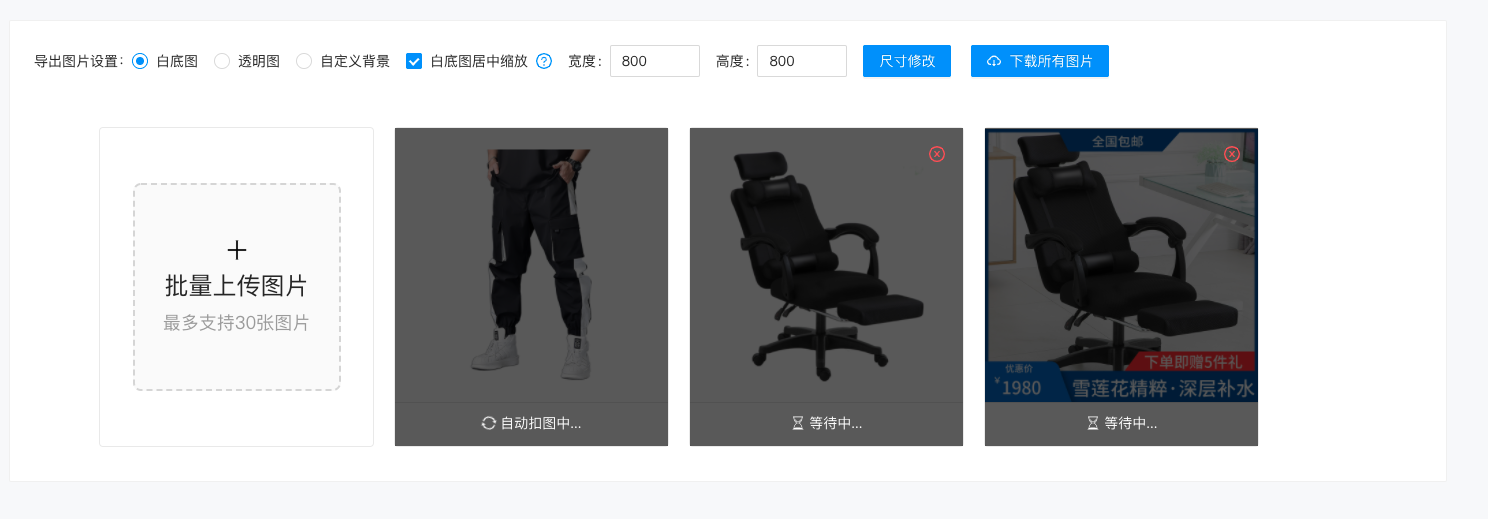 导出图片设置: 白底图 透明图 自定义背景 白底图居中缩放 宽度: 800 高度: 800 尺寸修改 下载所有图片
批量上传图片
最多支持30张图片
自动扣图中...
等待中...
全国包邮
下单即赠5件礼
优惠价
¥1980 雪莲花精粹·深层补水
等待中...